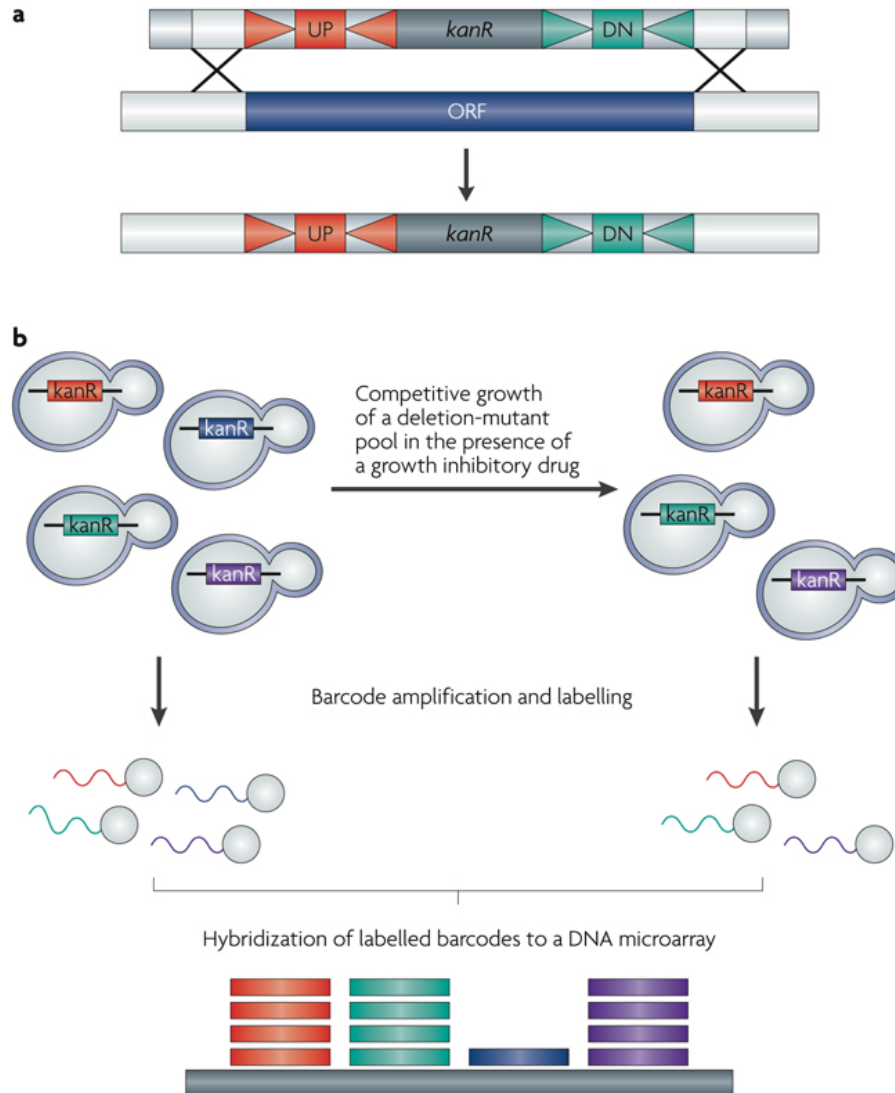 a
UP kanR DN
ORF
UP kanR DN
b
kanR
kanR
kanR
kanR
Competitive growth
of a deletion-mutant
pool in the presence of
a growth inhibitory drug
kanR
kanR
kanR
Barcode amplification and labelling
Hybridization of labelled barcodes to a DNA microarray